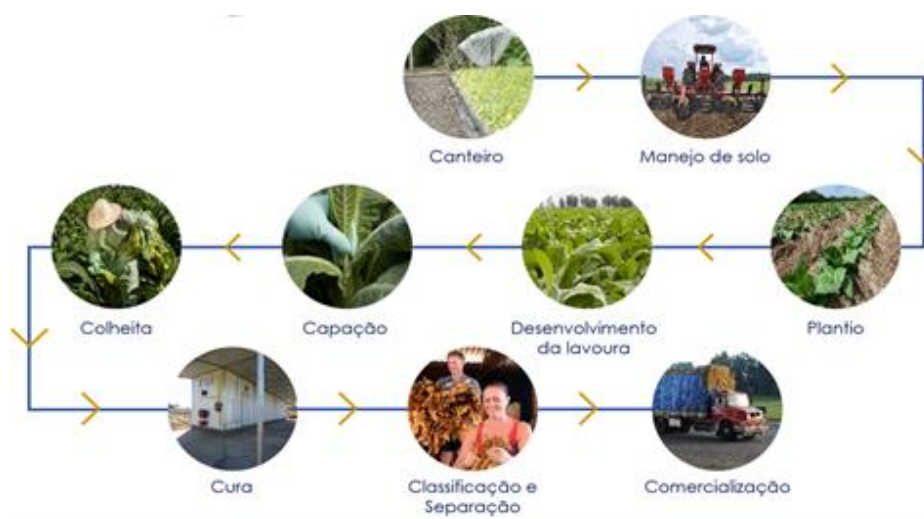 Canteiro
Manejo de solo
Plantio
Desenvolvimento
da lavoura
Capação
Colheita
Cura
Classificação e
Separação
Comercialização